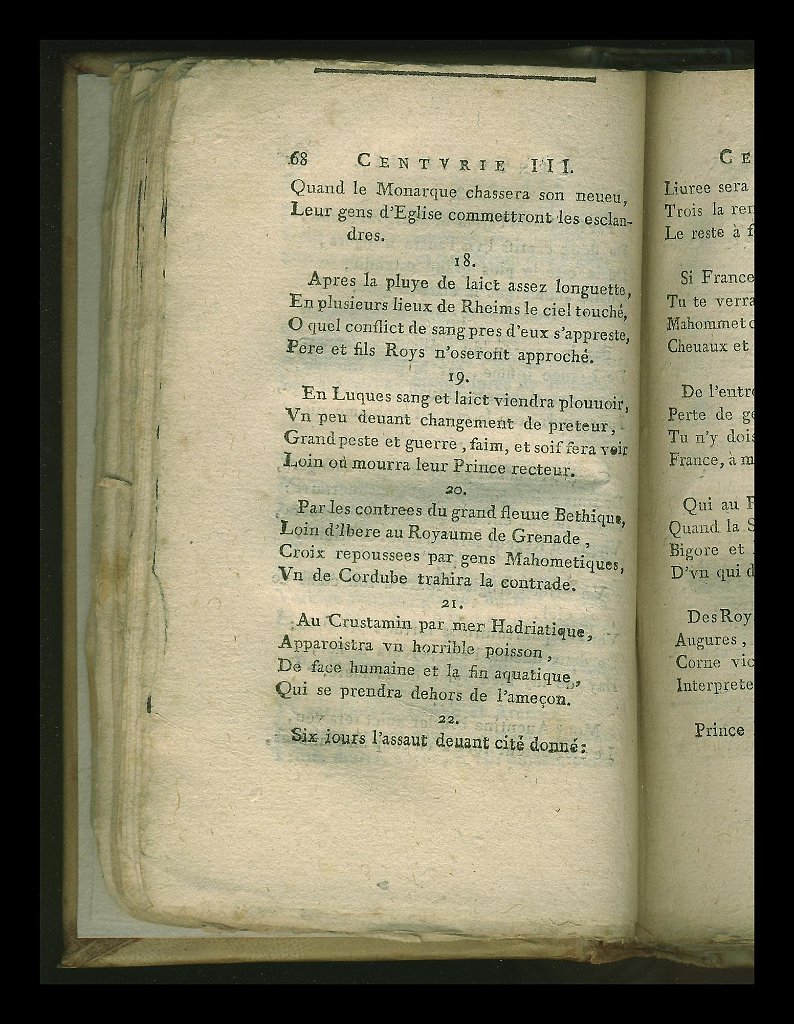 68 CENTVRIE III.
Quand le Monarque chassera son neueu,
Leur gens d'Eglise commettront les esclan-
dres.
18.
Apres la pluye de laict assez longuette,
En plusieurs lieux de Rheims le ciel touché,
O quel conflict de sang pres d'eux s'appreste,
Pere et fils Roys n'oseront approché.
19.
En Luques sang et laict viendra plouuoir,
Vn peu deuant changement de preteur,
Grand peste et guerre, faim, et soif fera voir
Loin où mourra leur Prince recteur.
20.
Par les contrees du grand fleuue Bethique,
Loin d'Ibere au Royaume de Grenade,
Croix repoussees par gens Mahometiques,
Vn de Cordube trahira la contrade.
21.
Au Crustamin par mer Hadriatique,
Apparoistra vn horrible poisson,
De face humaine et la fin aquatique,
Qui se prendra dehors de l'ameçon.
22.
Six iours l'assaut deuant cité donné:
CE
Liuree sera
Trois la
Le reste à
Si France
Tu te
Mahommet
Cheuaux et
De
Perte de
Tu n'y
France, à
Qui au
Quand la
Bigore et
D'vn qui
Des Roy
Augures,
Corne
Interprete
Prince